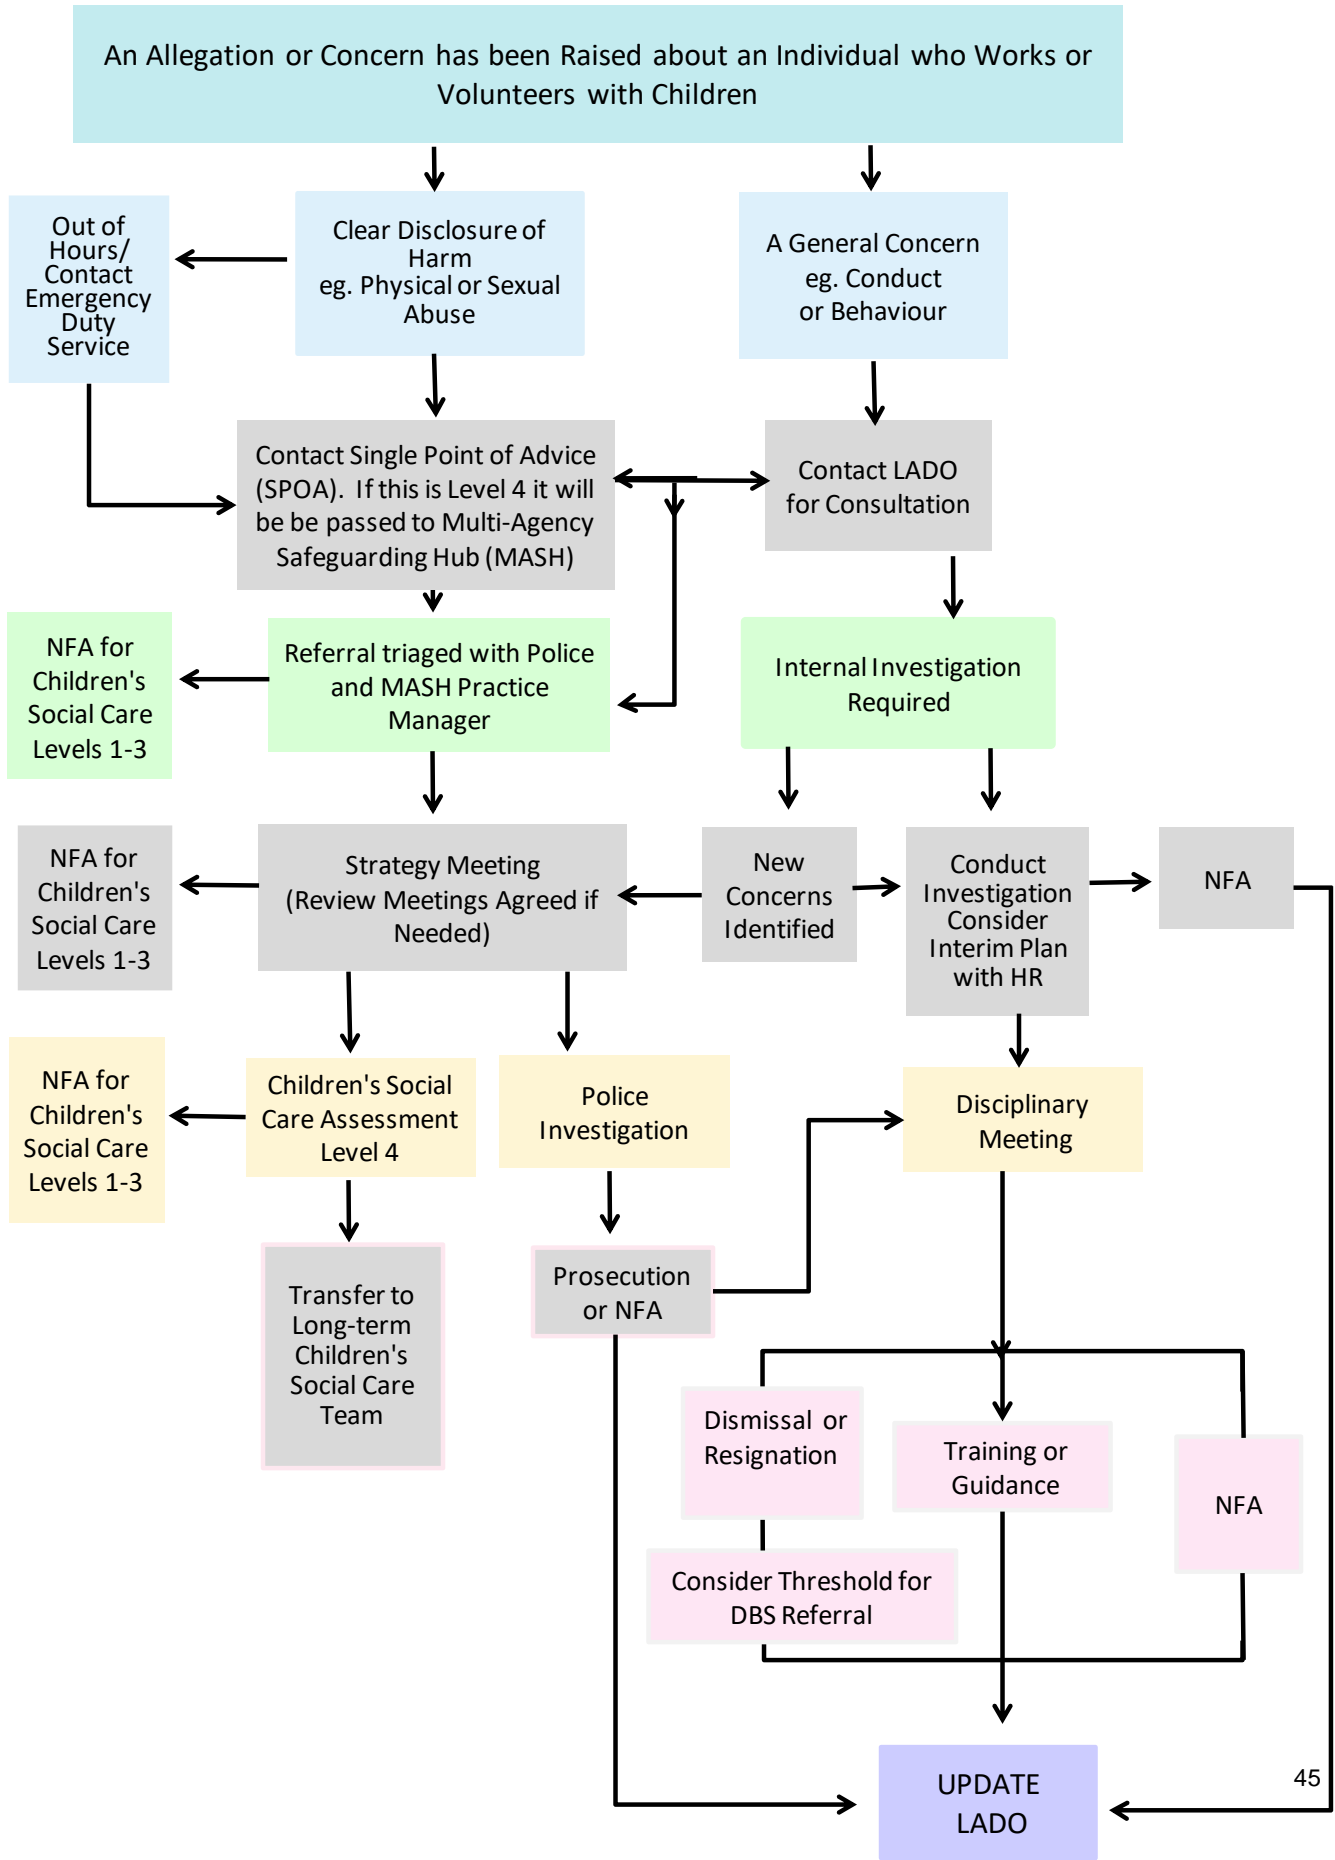 An Allegation or Concern has been Raised about an Individual who Works or
Volunteers with Children
Out of
Hours/
Contact
Emergency
Duty
Service
Clear Disclosure of
Harm
eg. Physical or Sexual
Abuse
A General Concern
eg. Conduct
or Behaviour
Contact Single Point of Advice
(SPOA). If this is Level 4 it will
be be passed to Multi-Agency
Safeguarding Hub (MASH)
Contact LADO
for Consultation
NFA for
Children's
Social Care
Levels 1-3
Referral triaged with Police
and MASH Practice
Manager
Internal Investigation
Required
NFA for
Children's
Social Care
Levels 1-3
Strategy Meeting
(Review Meetings Agreed if
Needed)
New
Concerns
Identified
Conduct
Investigation
Consider
Interim Plan
with HR
NFA
NFA for
Children's
Social Care
Levels 1-3
Children's Social
Care Assessment
Level 4
Police
Investigation
Disciplinary
Meeting
Transfer to
Long-term
Children's
Social Care
Team
Prosecution
or NFA
Dismissal or
Resignation
Training or
Guidance
NFA
Consider Threshold for
DBS Referral
UPDATE
LADO
45